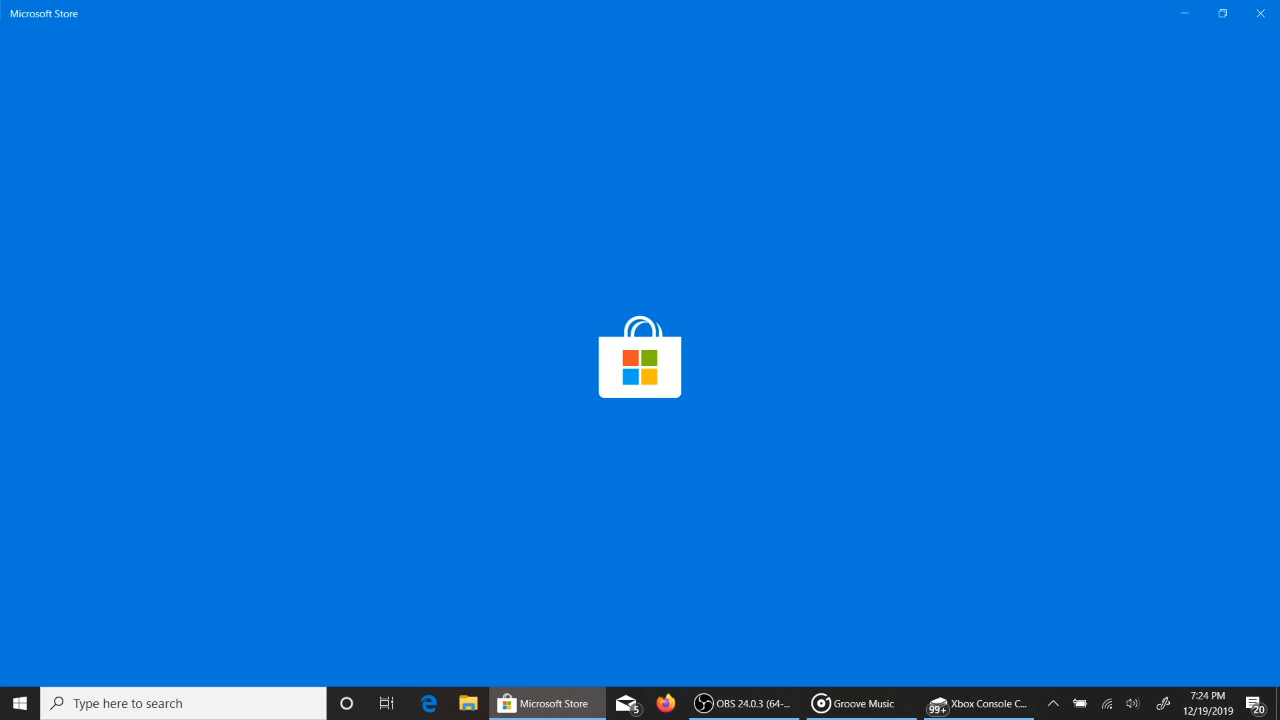 Microsoft Store
Type here to search
Microsoft Store
5
OBS 24.0.3 (64-...
Groove Music
99+
Xbox Console C...
7:24 PM
12/19/2019
20